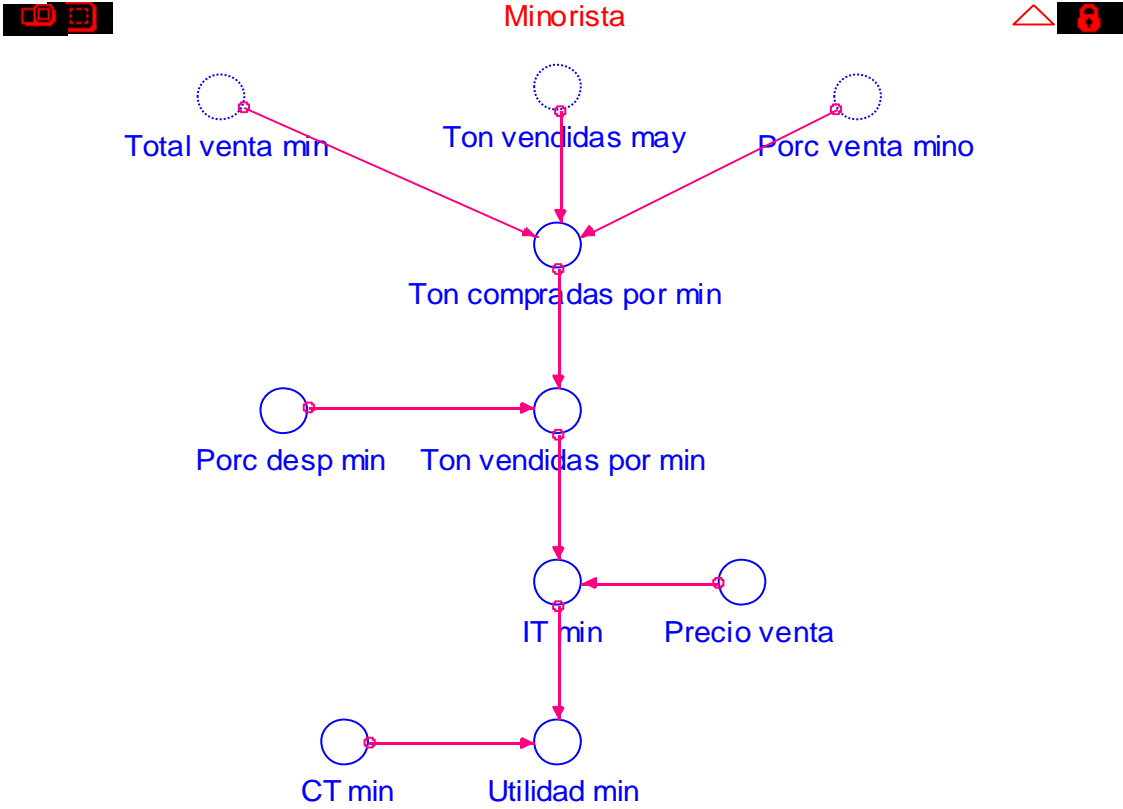 Minorista
Total venta min
Ton vendidas may
Porc venta mino
Ton compradas por min
Porc desp min
Ton vendidas por min
IT min
Precio venta
CT min
Utilidad min